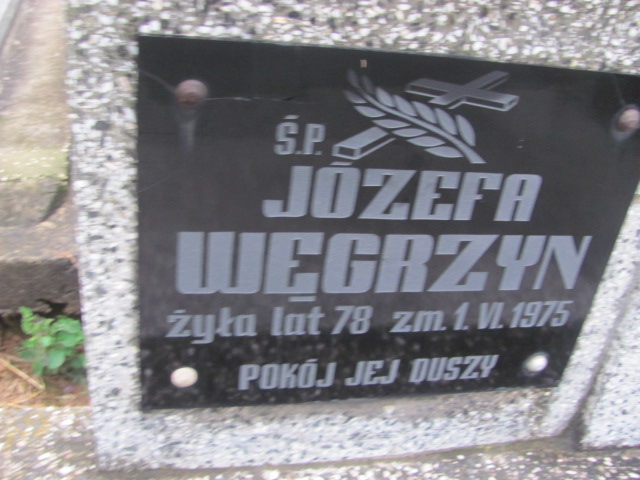 Ś.P.
JÓZEFA
WĘGRZYN
żyła lat 78 zm. 1. VI. 1975
POKÓJ JEJ DUSZY